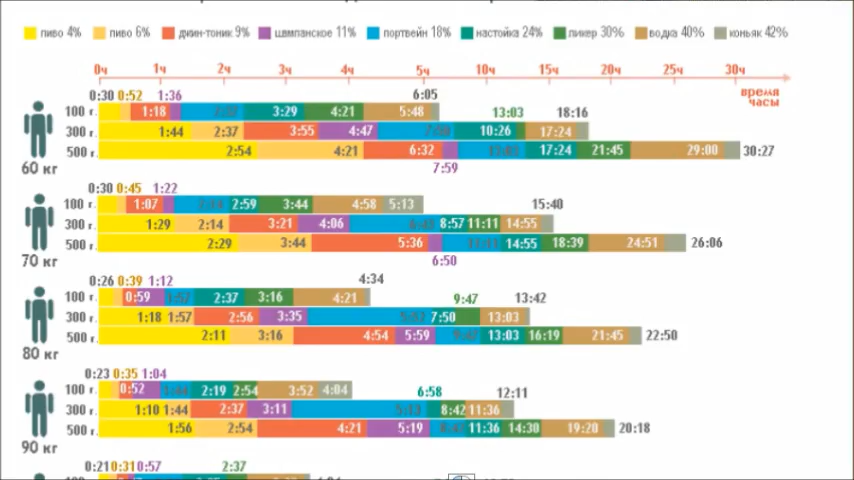 пиво 4% пиво 6% джин-тоник 9% шампанское 11% портвейн 18% настойка 24% ликер 30% водка 40% коньяк 42%
0ч 1ч 2ч 3ч 4ч 5ч 10ч 15ч 20ч 25ч 30ч
время
часы
0:30 0:52 1:36 6:05
100 г. 1:18 3:29 4:21 5:48 13:03 18:16
300 г. 1:44 2:37 3:55 4:47 10:26 17:24
500 г. 2:54 4:21 6:32 17:24 21:45 29:00 30:27
60 кг 7:59
0:30 0:45 1:22
100 г. 1:07 2:59 3:44 4:58 5:13 15:40
300 г. 1:29 2:14 3:21 4:06 8:57 11:11 14:55
500 г. 2:29 3:44 5:36 14:55 18:39 24:51 26:06
70 кг 6:50
0:26 0:39 1:12 4:34
100 г. 0:59 1:57 2:37 3:16 4:21 9:47 13:42
300 г. 1:18 1:57 2:56 3:35 7:50 13:03
500 г. 2:11 3:16 4:54 5:59 13:03 16:19 21:45 22:50
80 кг
0:23 0:35 1:04
100 г. 0:52 2:19 2:54 3:52 4:04 6:58 12:11
300 г. 1:10 1:44 2:37 3:11 5:13 8:42 11:36
500 г. 1:56 2:54 4:21 5:19 11:36 14:30 19:20 20:18
90 кг
0:21 0:31 0:57 2:37